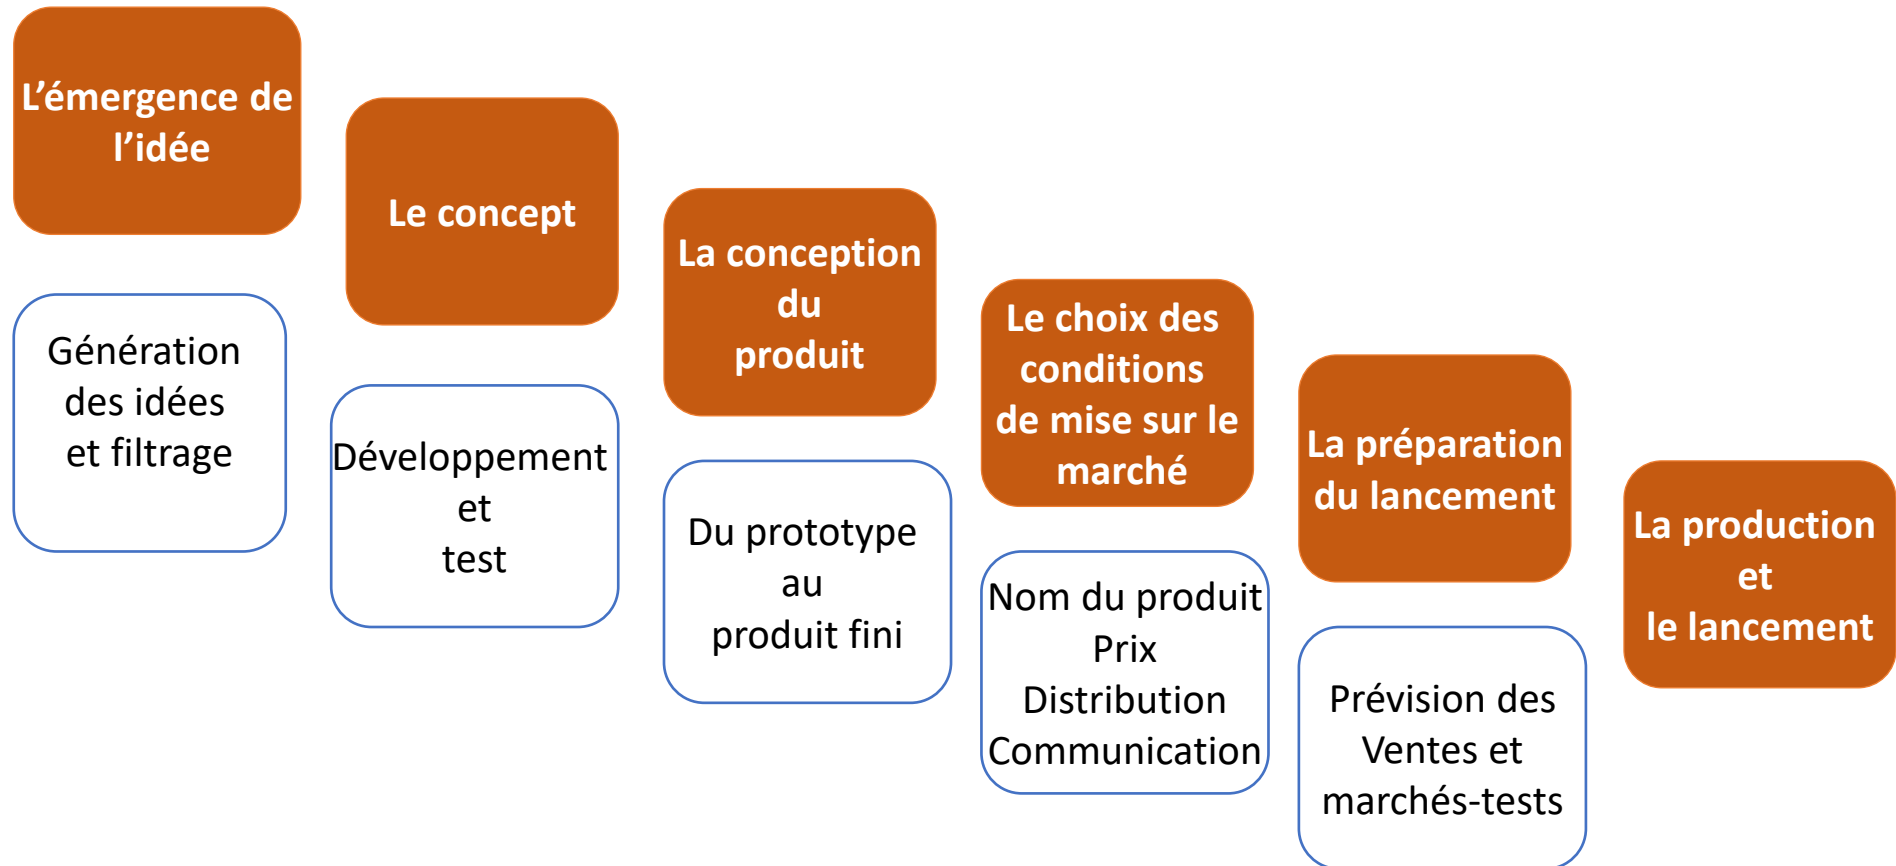 L’émergence de
l’idée
Génération
des idées
et filtrage
Le concept
Développement
et
test
La conception
du
produit
Du prototype
au
produit fini
Le choix des
conditions
de mise sur le
marché
Nom du produit
Prix
Distribution
Communication
La préparation
du lancement
Prévision des
Ventes et
marchés-tests
La production
et
le lancement